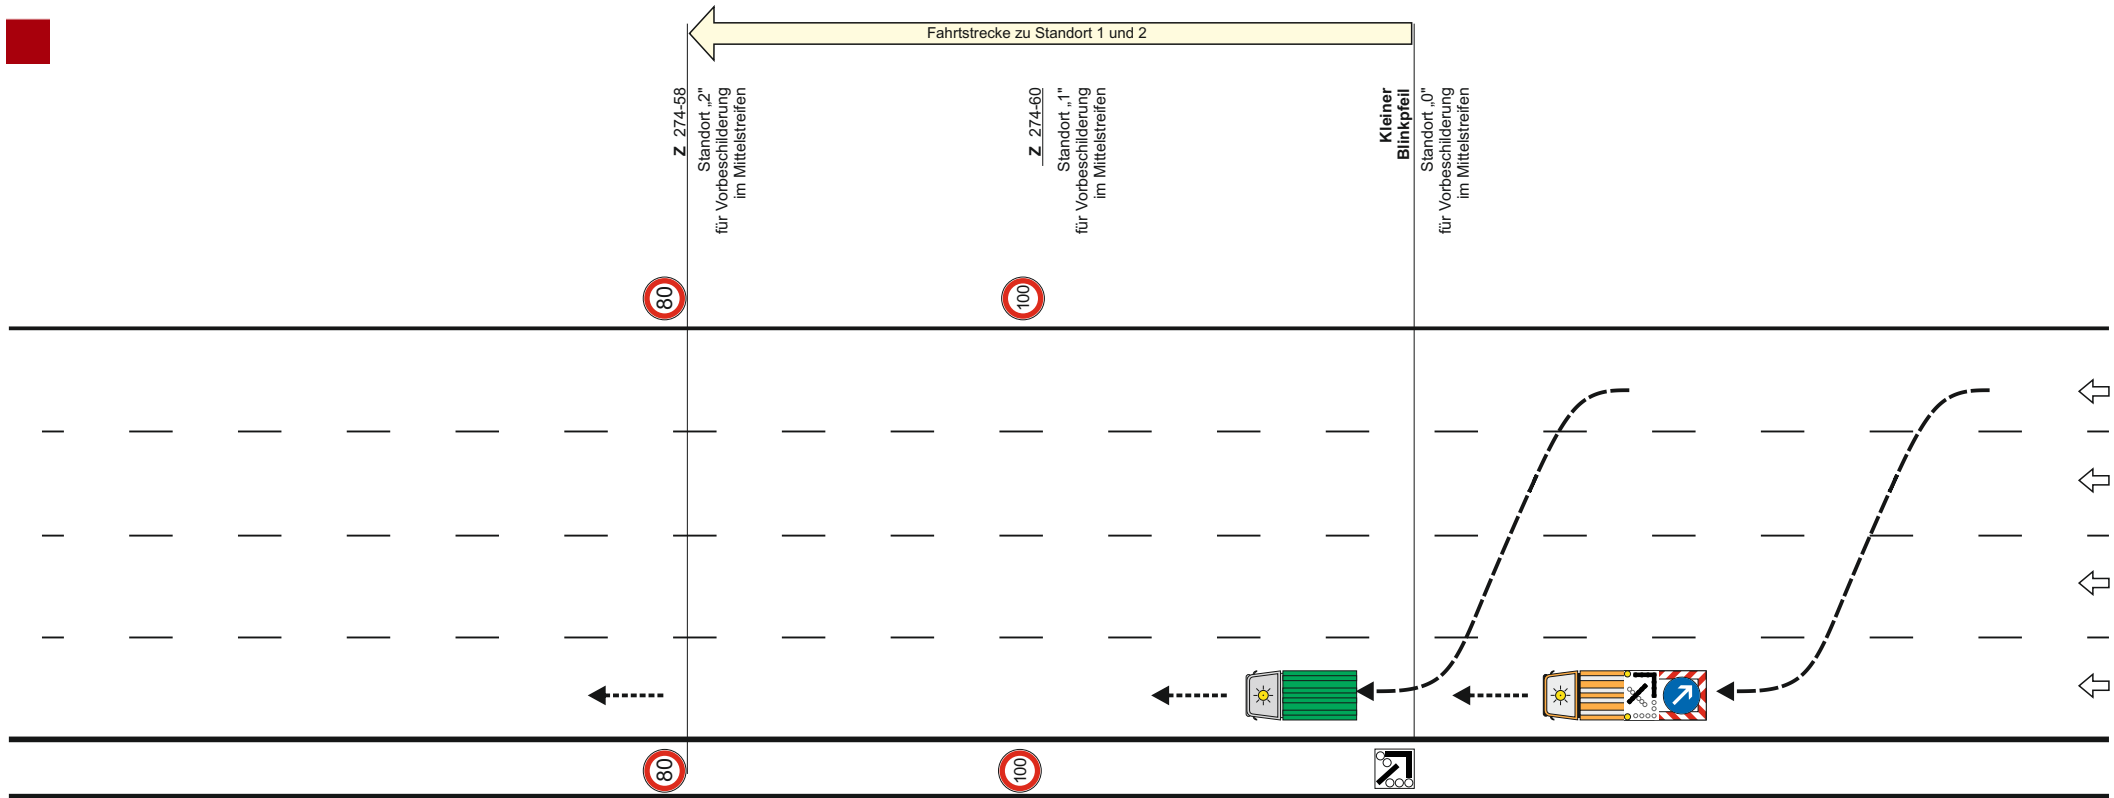 Fahrtstrecke zu Standort 1 und 2
Z 274-58
Standort „2"
für Vorbeschilderung
im Mittelstreifen
Z 274-60
Standort „1"
für Vorbeschilderung
im Mittelstreifen
Kleiner
Blinkpfeil
Standort „0"
für Vorbeschilderung
im Mittelstreifen
80
100
80
100